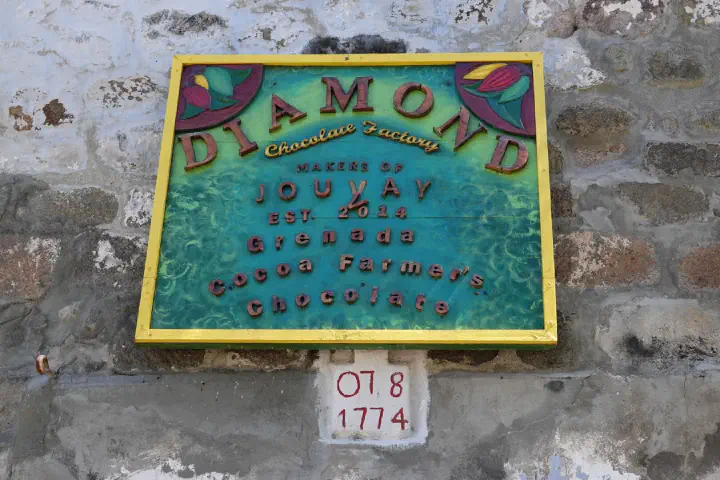 DIAMOND
Chocolate Factory
MAKERS OF
JOUVAY
EST. 2014
Grenada
Cocoa Farmer's
Chocolate
07.8
1774